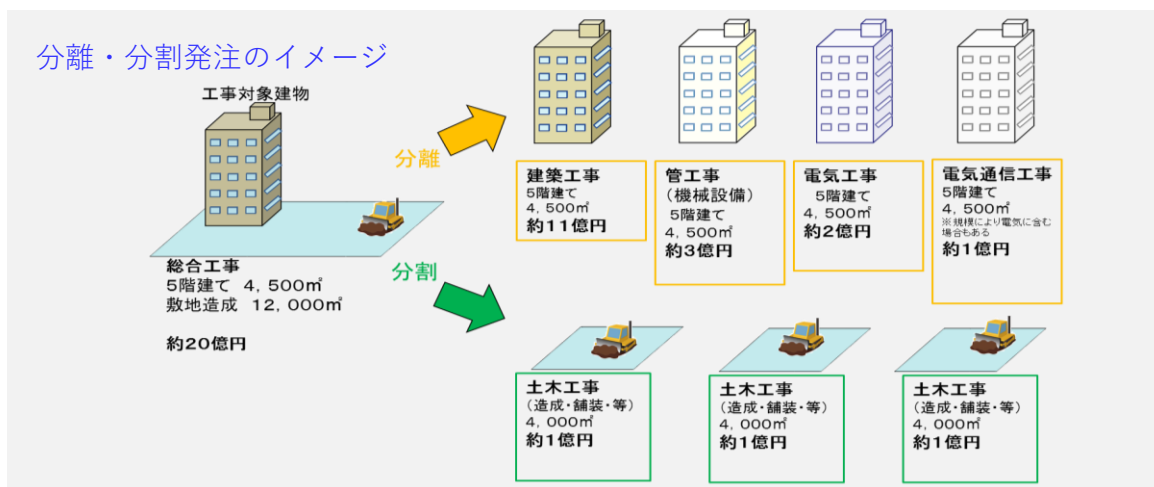 分離・分割発注のイメージ
工事対象建物
総合工事
5階建て 4,500㎡
敷地造成 12,000㎡
約20億円
分離
建築工事
5階建て
4,500㎡
約11億円
管工事
(機械設備)
5階建て
4,500㎡
約3億円
電気工事
5階建て
4,500㎡
約2億円
電気通信工事
5階建て
4,500㎡
※規模により電気に含む
場合もある
約1億円
分割
土木工事
(造成・舗装・等)
4,000㎡
約1億円
土木工事
(造成・舗装・等)
4,000㎡
約1億円
土木工事
(造成・舗装・等)
4,000㎡
約1億円